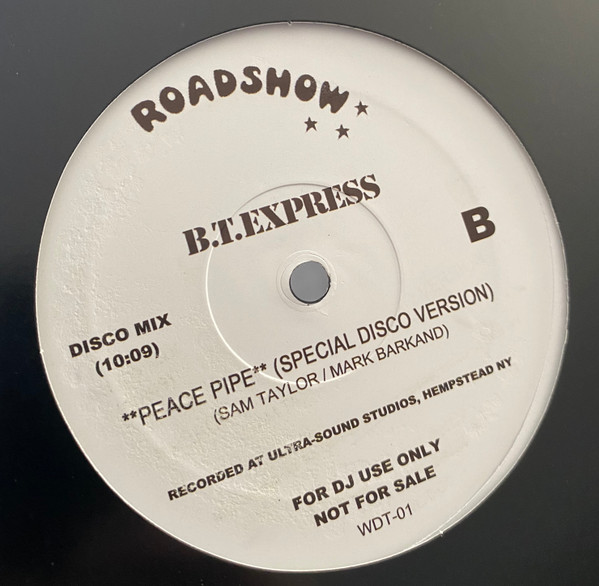 ROADSHOW
B.T.EXPRESS
B
DISCO MIX
(10:09)
**PEACE PIPE** (SPECIAL DISCO VERSION)
(SAM TAYLOR / MARK BARKAND)
RECORDED AT ULTRA-SOUND STUDIOS, HEMPSTEAD NY
FOR DJ USE ONLY
NOT FOR SALE
WDT-01